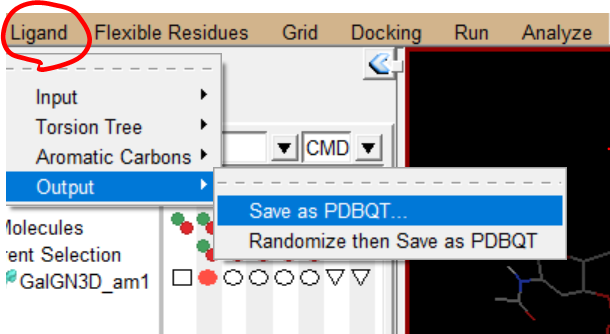 Ligand Flexible Residues Grid Docking Run Analyze
Input
Torsion Tree
Aromatic Carbons
CMD
Output
Save as PDBQT...
Randomize then Save as PDBQT
Molecules
rent Selection
GalGN3D_am1